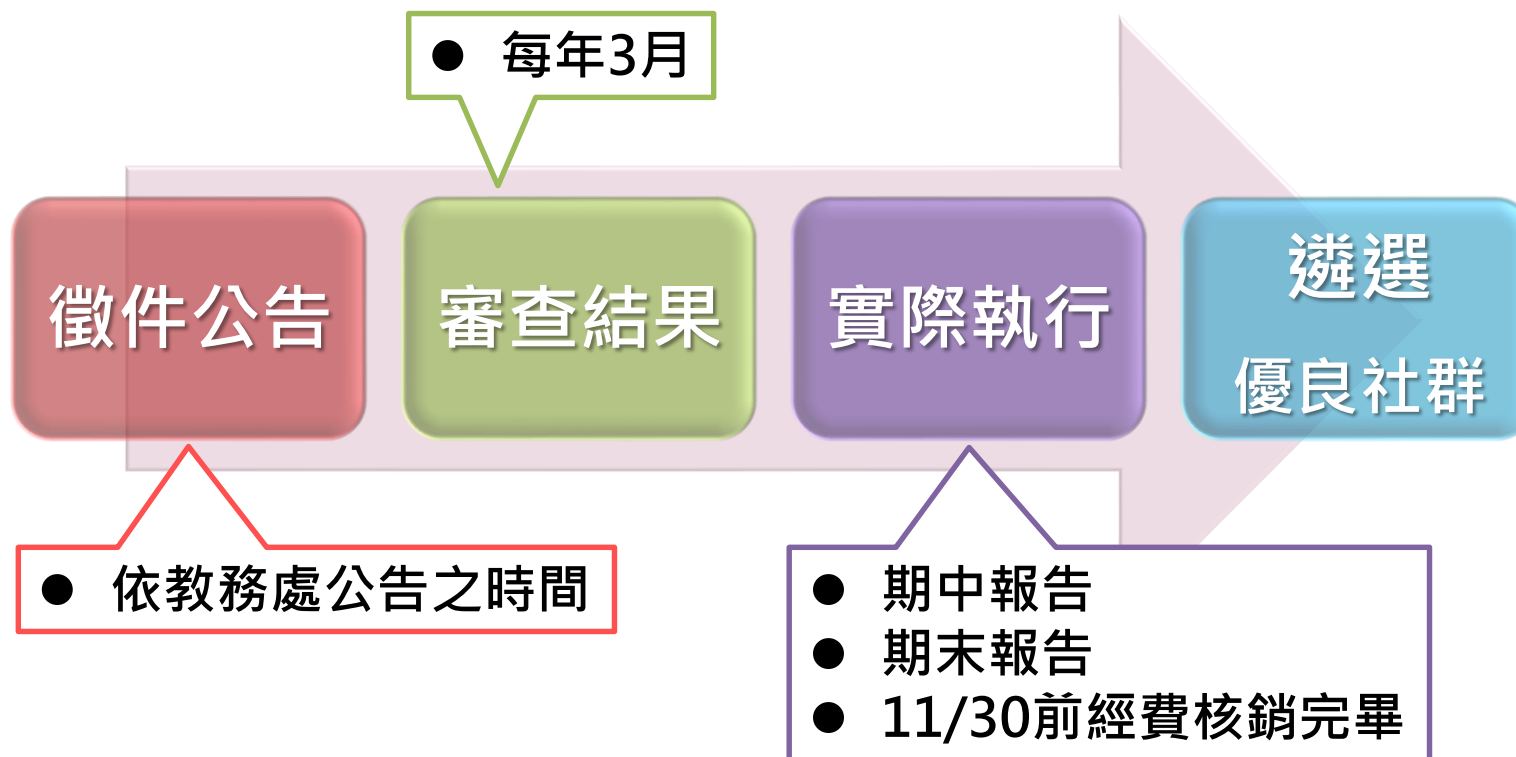 ● 每年3月
徵件公告
審查結果
實際執行
遴選
優良社群
● 依教務處公告之時間
● 期中報告
● 期末報告
● 11/30前經費核銷完畢